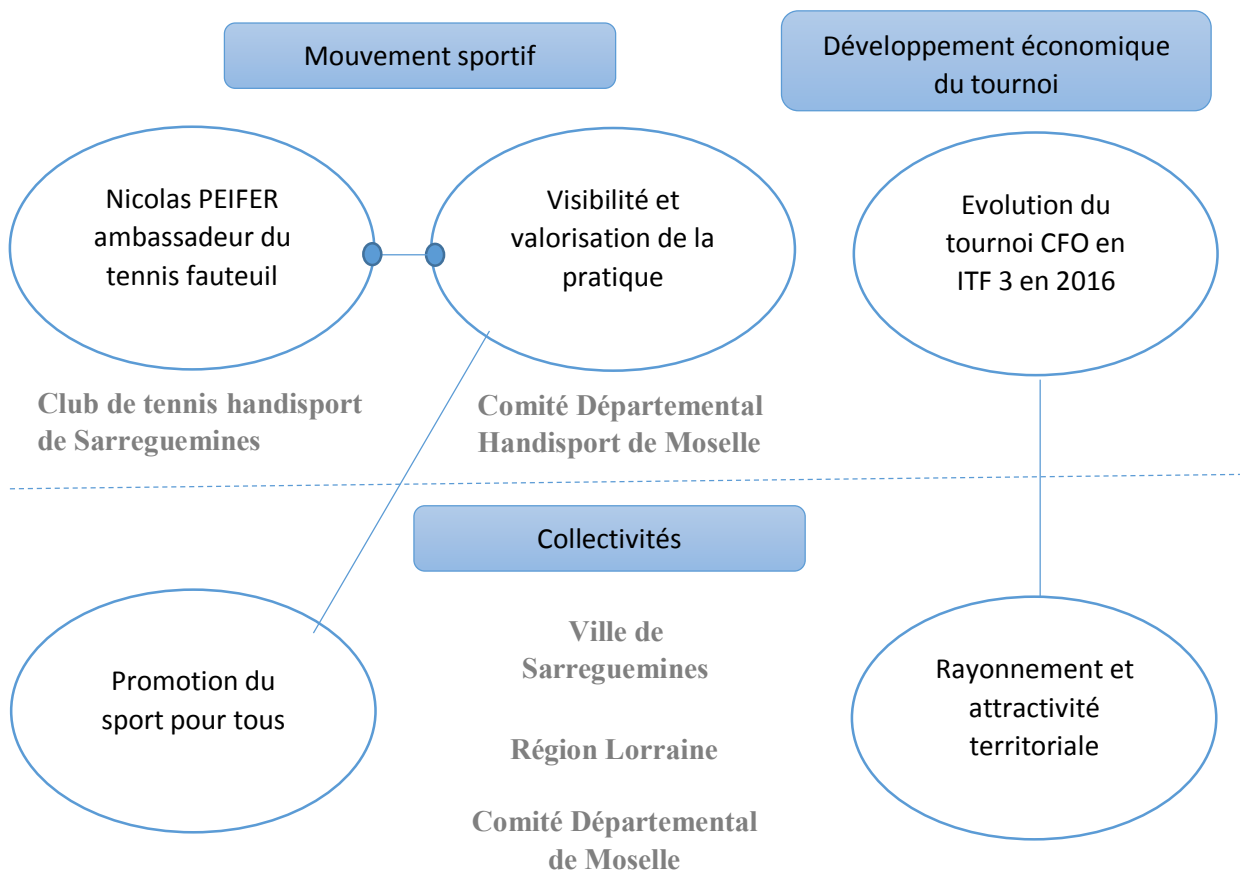 Mouvement sportif
Développement économique
du tournoi
Nicolas PEIFER
ambassadeur du
tennis fauteuil
Visibilité et
valorisation de la
pratique
Evolution du
tournoi CFO en
ITF 3 en 2016
Club de tennis handisport
de Sarreguemines
Comité Départemental
Handisport de Moselle
Collectivités
Promotion du
sport pour tous
Ville de
Sarreguemines
Région Lorraine
Comité Départemental
de Moselle
Rayonnement et
attractivité
territoriale